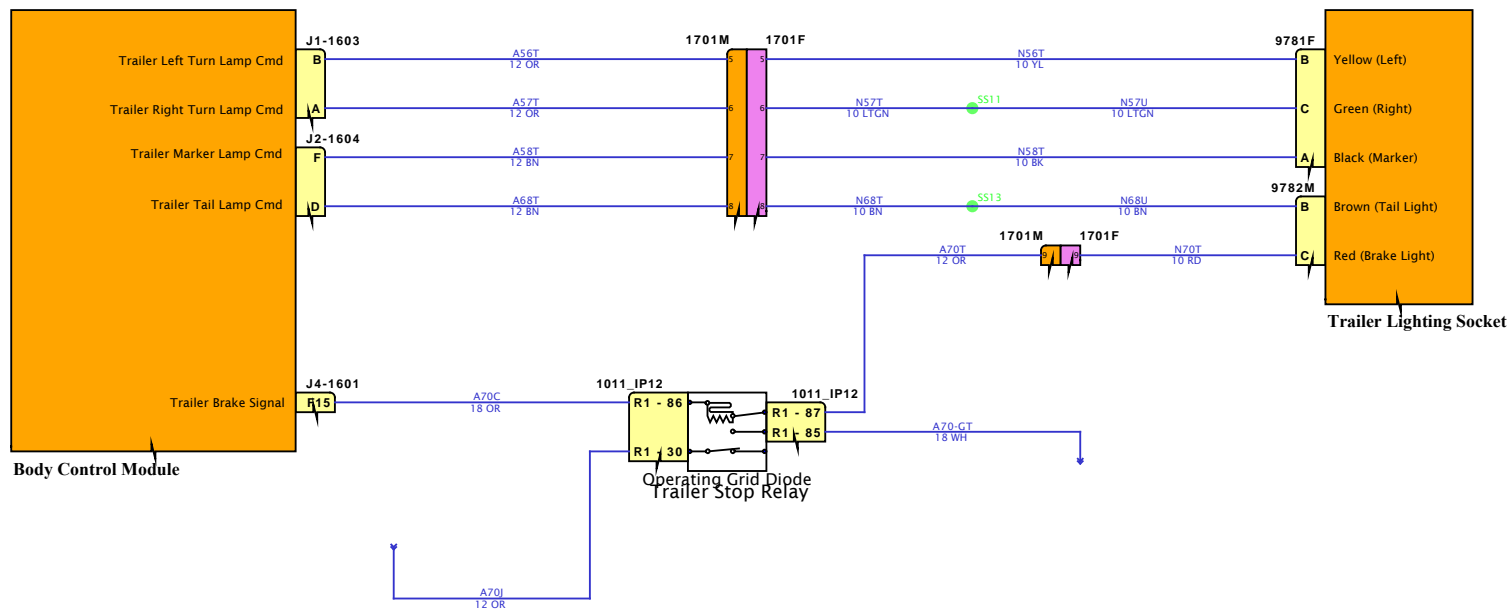 J1-1603
1701M 1701F
9781F
Trailer Left Turn Lamp Cmd B A56T 12 OR 5 5 N56T 10 YL B Yellow (Left)
Trailer Right Turn Lamp Cmd A A57T 12 OR 6 6 N57T 10 LTGN SS11 N57U 10 LTGN C Green (Right)
J2-1604
Trailer Marker Lamp Cmd F A58T 12 BN 7 7 N58T 10 BK A Black (Marker)
9782M
Trailer Tail Lamp Cmd D A68T 12 BN 8 8 N68T 10 BN SS13 N68U 10 BN B Brown (Tail Light)
1701M 1701F
A70T 12 OR 9 9 N70T 10 RD C Red (Brake Light)
Trailer Lighting Socket
J4-1601
1011_IP12
1011_IP12
Trailer Brake Signal F15 A70C 18 OR R1 - 86
R1 - 87
R1 - 85 A70-GT 18 WH
R1 - 30
Body Control Module
Operating Grid Diode
Trailer Stop Relay
A70J
12 OR